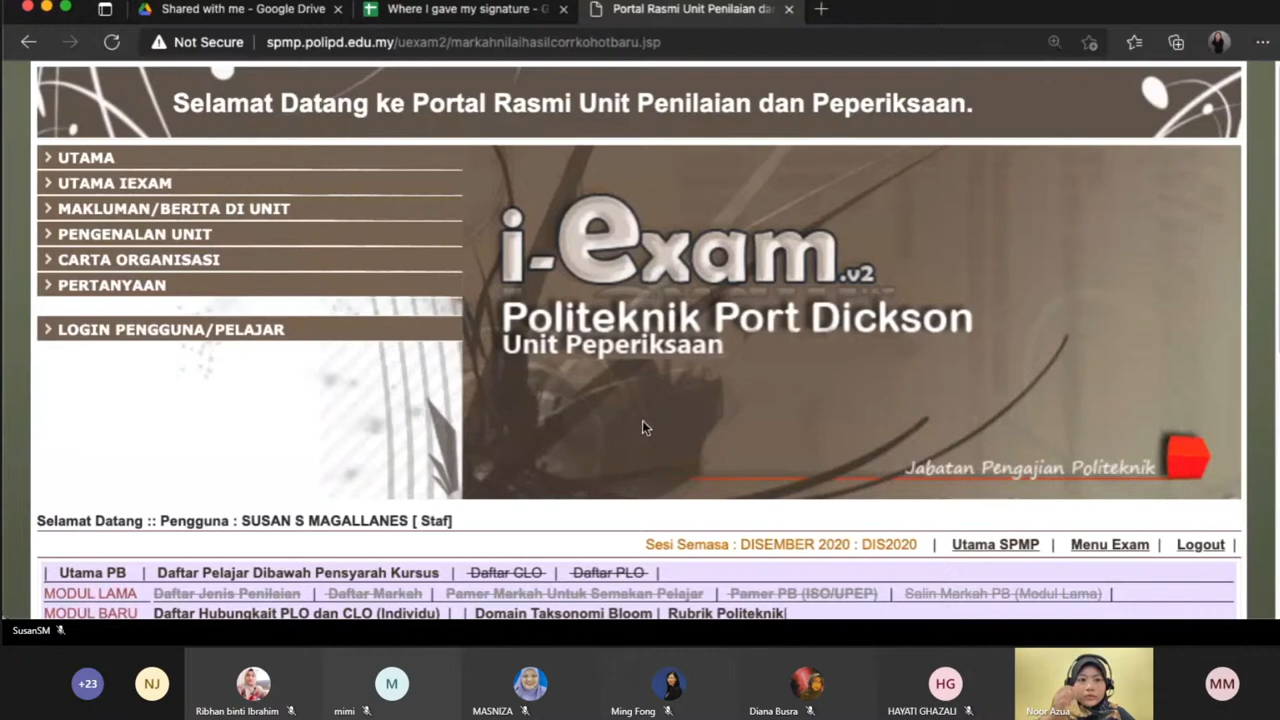 Shared with me - Google Drive
Where I gave my signature - G
Portal Rasmi Unit Penilaian da
Not Secure
spmp.polipd.edu.my/uexam2/markahnilaihasilcorrkohotbaru.jsp
Selamat Datang ke Portal Rasmi Unit Penilaian dan Peperiksaan.
UTAMA
UTAMA IEXAM
MAKLUMAN/BERITA DI UNIT
PENGENALAN UNIT
CARTA ORGANISASI
PERTANYAAN
LOGIN PENGGUNA/PELAJAR
i-exam.v2
Politeknik Port Dickson
Unit Peperiksaan
Jabatan Pengajian Politeknik
Selamat Datang :: Pengguna : SUSAN S MAGALLANES [ Staf]
Sesi Semasa : DISEMBER 2020 : DIS2020 | Utama SPMP | Menu Exam | Logout |
| Utama PB | Daftar Pelajar Dibawah Pensyarah Kursus | Daftar CLO | Daftar PLO |
MODUL LAMA Daftar Jenis Penilaian | Daftar Markah | Pamer Markah Untuk Semakan Pelajar | Pamer PB (ISO/UPEP) | Salin Markah PB (Modul Lama) |
MODUL BARU Daftar Hubungkait PLO dan CLO (Individu) | | Domain Taksonomi Bloom | Rubrik Politeknik|
SusanSM
+23
NJ
Ribhan binti Ibrahim
M
mimi
MASNIZA
Ming Fong
Diana Busra
HG
HAYATI GHAZALI
Noor Azua
MM